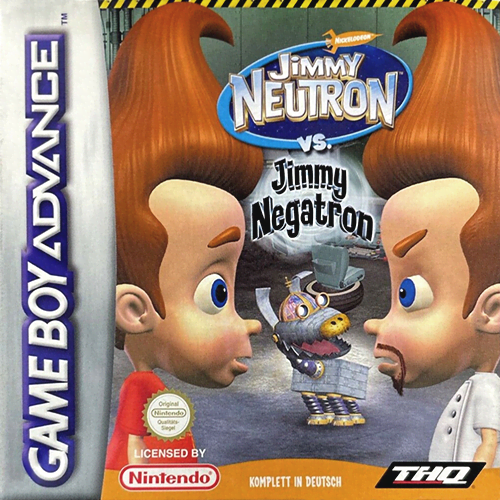 GAME BOY ADVANCE
NICKELODEON
JIMMY
NEUTRON
VS.
Jimmy
Negatron
Original
Nintendo
Qualitäts-
Siegel
LICENSED BY
Nintendo
KOMPLETT IN DEUTSCH
THQ